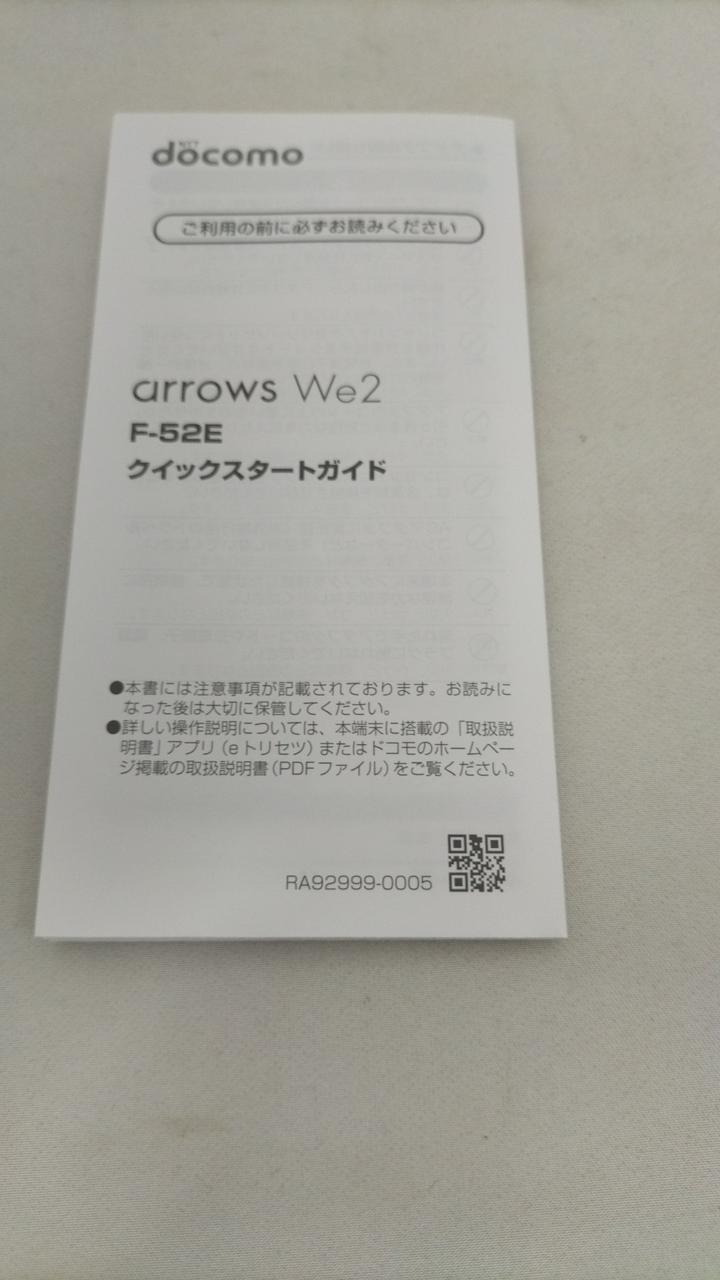 NTT
döcomo
ご利用の前に必ずお読みください
arrows We2
F-52E
クイックスタートガイド
●本書には注意事項が記載されております。お読みに
なった後は大切に保管してください。
●詳しい操作説明については、本端末に搭載の「取扱説
明書」アプリ（eトリセツ）またはドコモのホームペー
ジ掲載の取扱説明書（PDFファイル）をご覧ください。
RA92999-0005